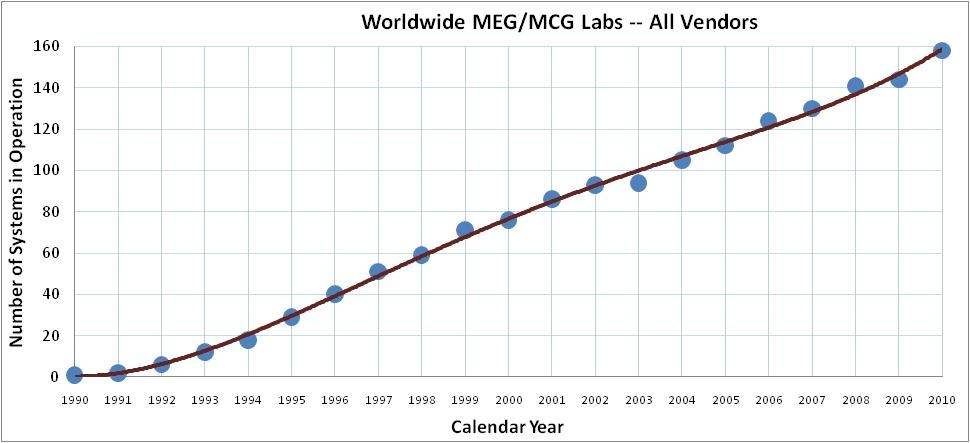 Worldwide MEG/MCG Labs -- All Vendors
Number of Systems in Operation
160
140
120
100
80
60
40
20
0
1990 1991 1992 1993 1994 1995 1996 1997 1998 1999 2000 2001 2002 2003 2004 2005 2006 2007 2008 2009 2010
Calendar Year